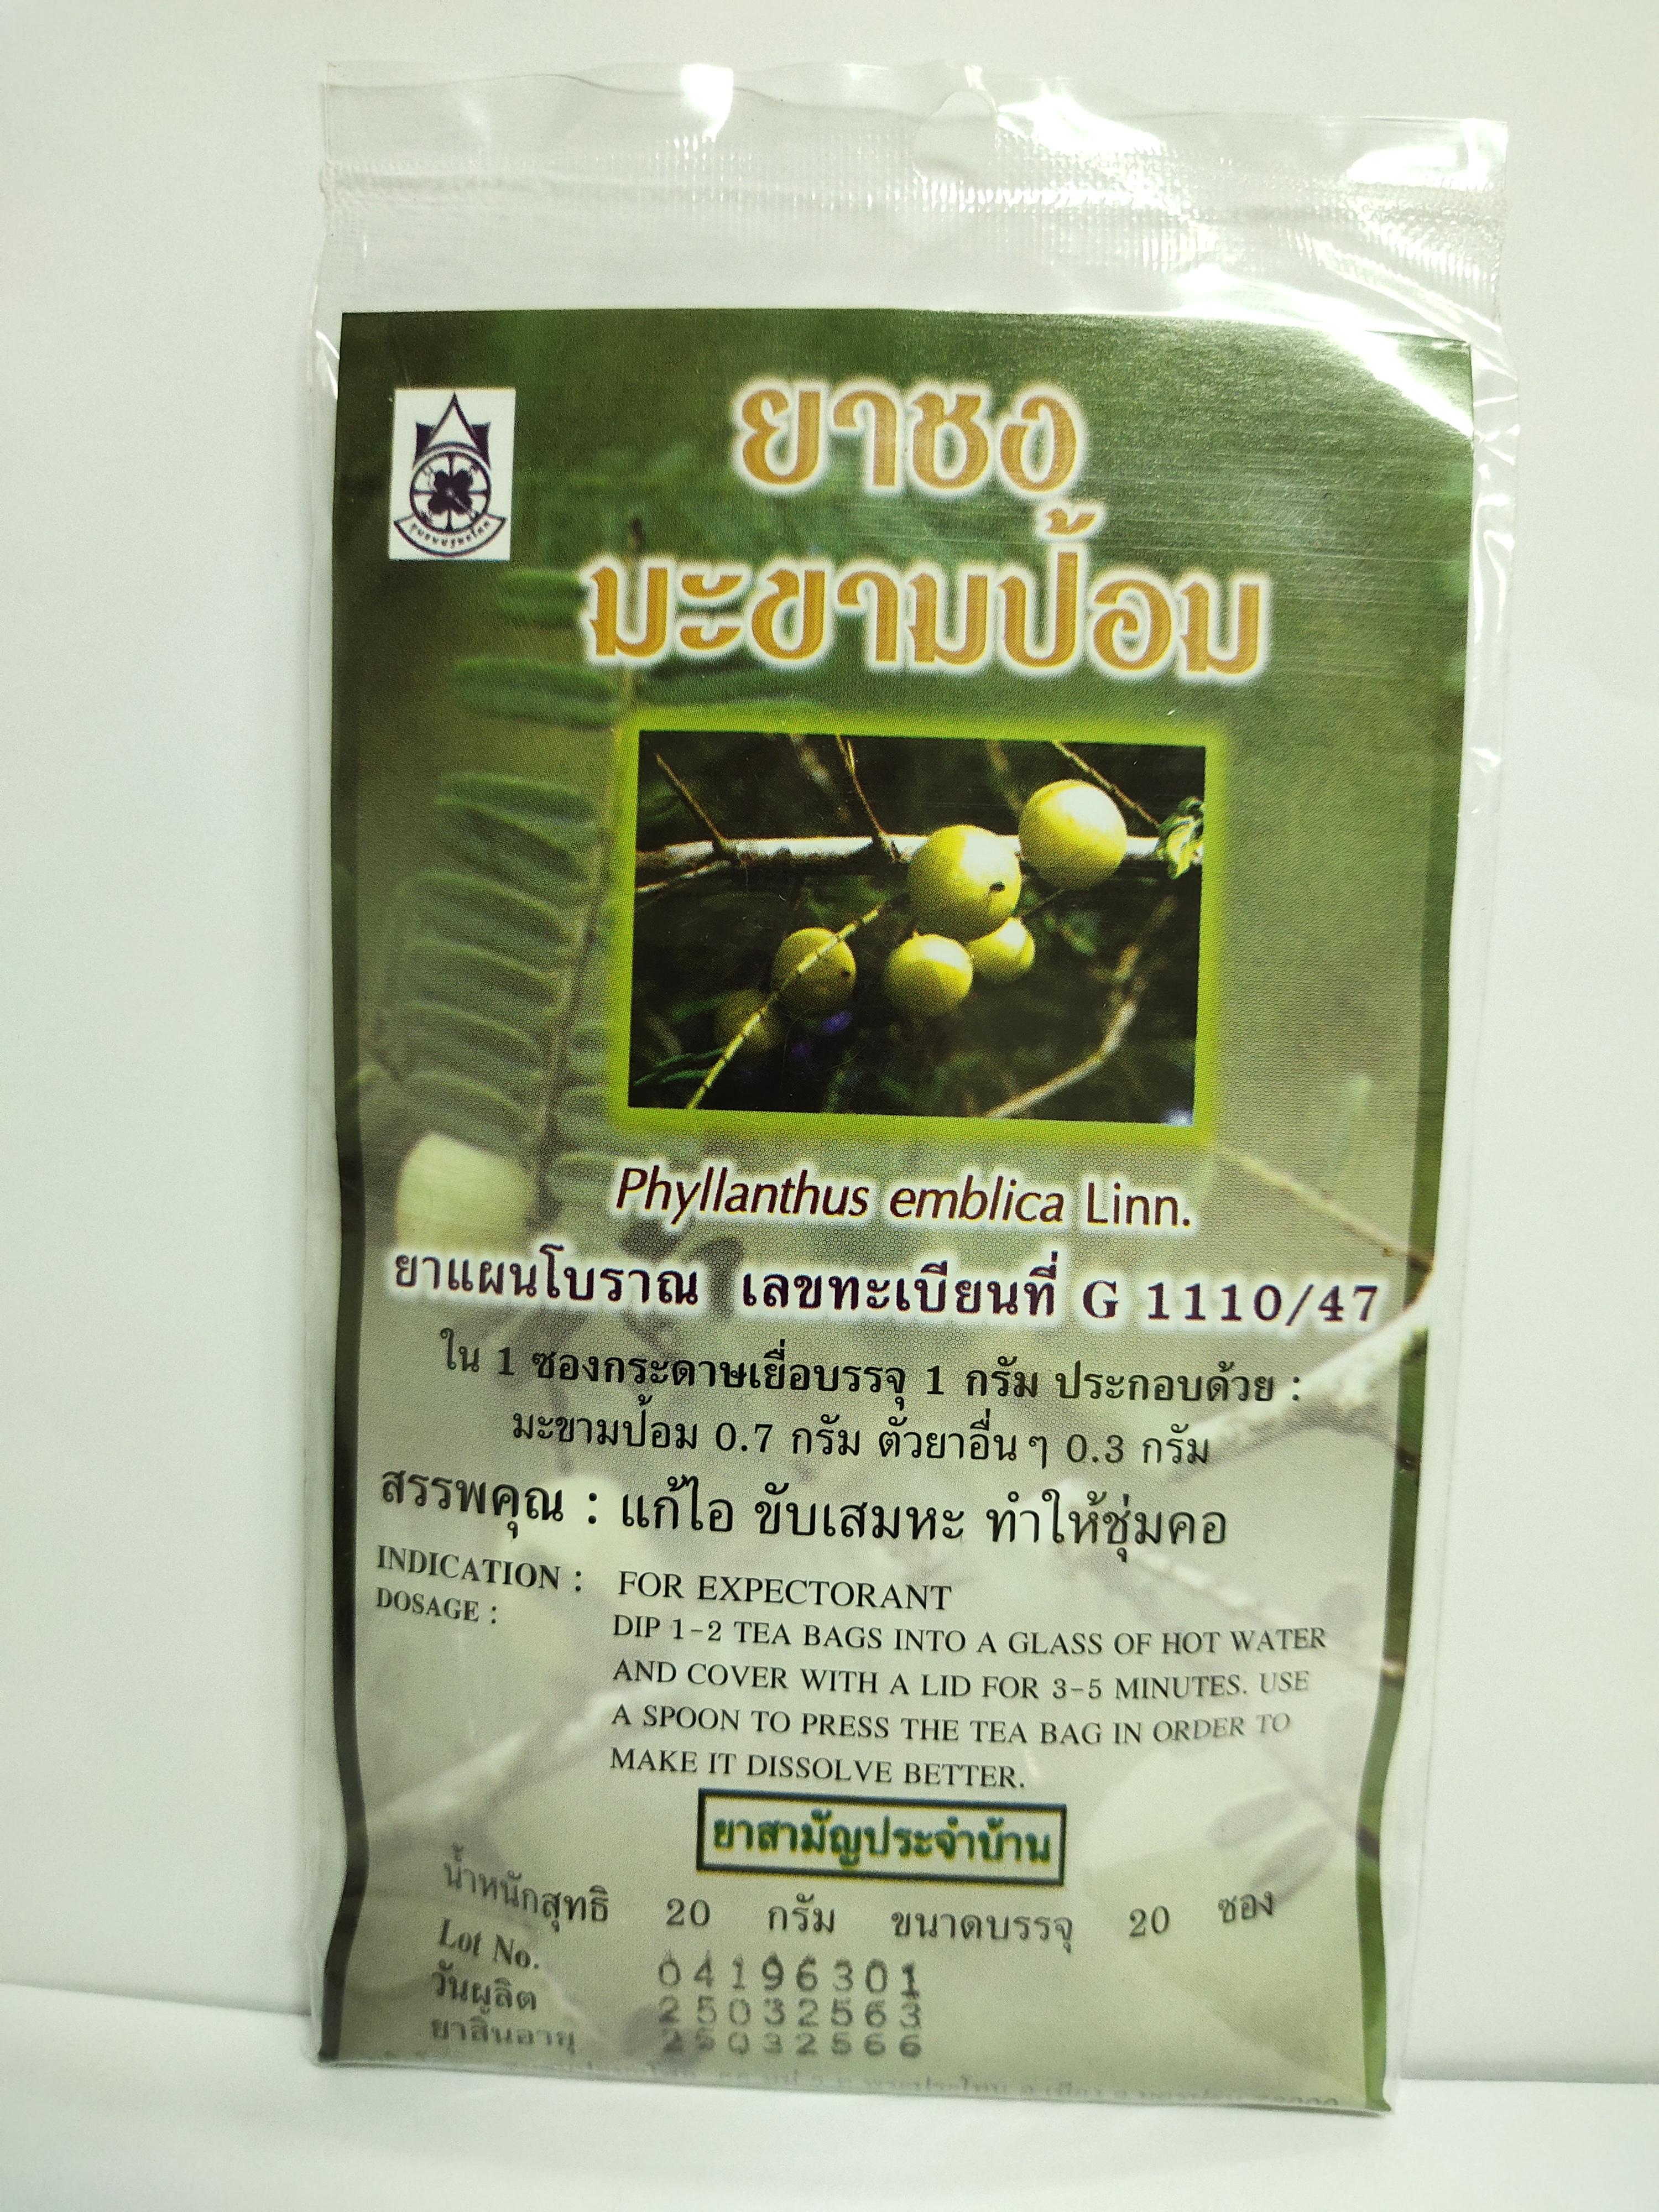 ยาชง
มะขามป้อม
Phyllanthus emblica Linn.
ยาแผนโบราณ เลขทะเบียนที่ G 1110/47
ใน 1 ซองกระดาษเยื่อบรรจุ 1 กรัม ประกอบด้วย :
มะขามป้อม 0.7 กรัม ตัวยาอื่น ๆ 0.3 กรัม
สรรพคุณ : แก้ไอ ขับเสมหะ ทำให้ชุ่มคอ
INDICATION : FOR EXPECTORANT
DOSAGE : DIP 1-2 TEA BAGS INTO A GLASS OF HOT WATER
AND COVER WITH A LID FOR 3-5 MINUTES. USE
A SPOON TO PRESS THE TEA BAG IN ORDER TO
MAKE IT DISSOLVE BETTER.
ยาสามัญประจำบ้าน
น้ำหนักสุทธิ 20 กรัม ขนาดบรรจุ 20 ซอง
Lot No. 04196301
วันผลิต 25032563
ยาสิ้นอายุ 25032566